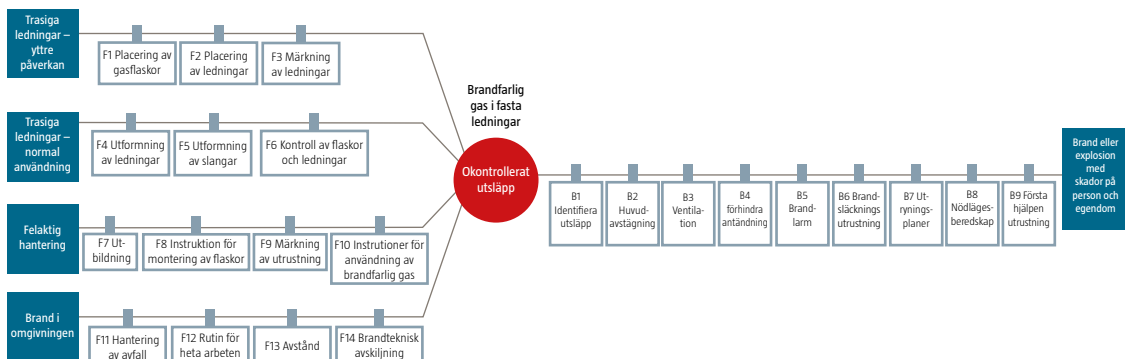 Trasiga
ledningar –
yttre
påverkan
F1 Placering av
gasflaskor
F2 Placering
av ledningar
F3 Märkning
av ledningar
Trasiga
ledningar –
normal
användning
F4 Utformning
av ledningar
F5 Utformning
av slangar
F6 Kontroll av flaskor
och ledningar
Felaktig
hantering
F7 Ut-
bildning
F8 Instruktion för
montering av flaskor
F9 Märkning
av utrustning
F10 Instrutioner för
användning av
brandfarlig gas
Brand i
omgivningen
F11 Hantering
av avfall
F12 Rutin för
heta arbeten
F13 Avstånd
F14 Brandteknisk
avskiljning
Brandfarlig
gas i fasta
ledningar
Okontrollerat
utsläpp
B1
Identifiera
utsläpp
B2
Huvud-
avstägning
B3
Ventila-
tion
B4
förhindra
antändning
B5
Brand-
larm
B6 Brand-
släcknings
utrustning
B7 Ut-
rynings-
planer
B8
Nödlägès-
beredskap
B9 Första
hjälpen
utrustning
Brand eller
explosion
med
skador på
person och
egendom